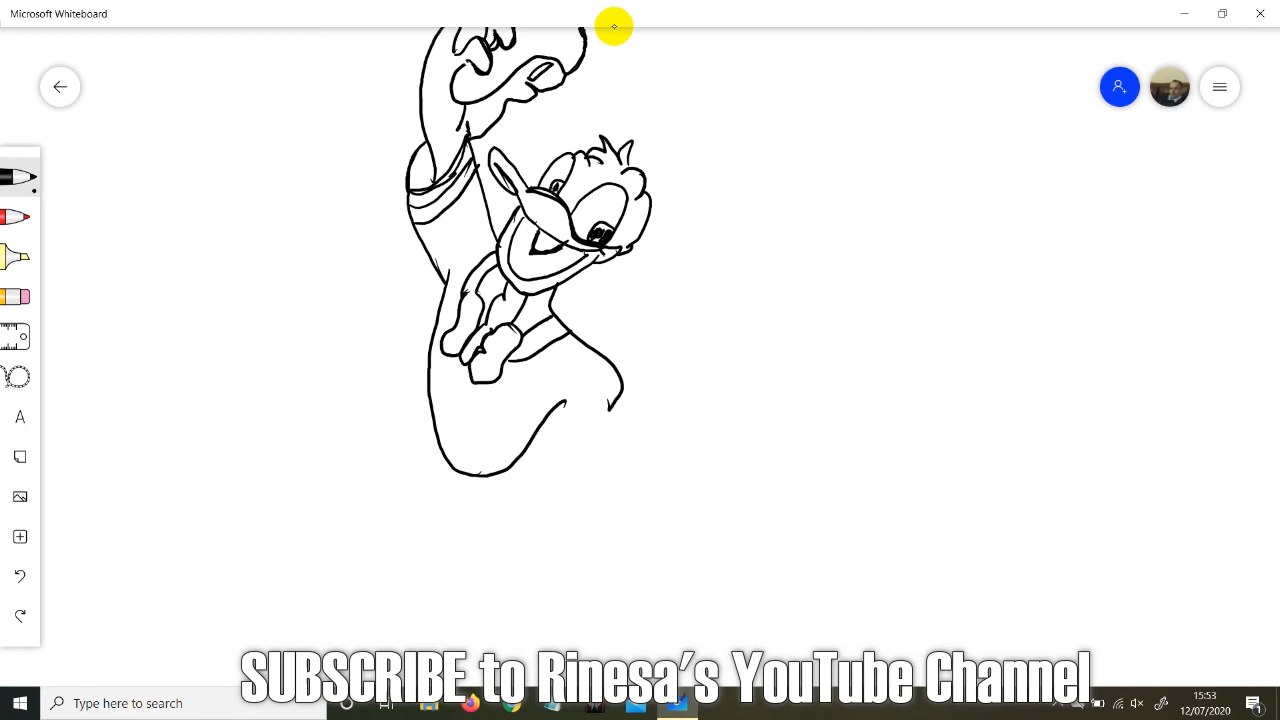 Microsoft Whiteboard
A
SUBSCRIBE to Rinesa's YouTube Channel
Type here to search
15:53
12/07/2020